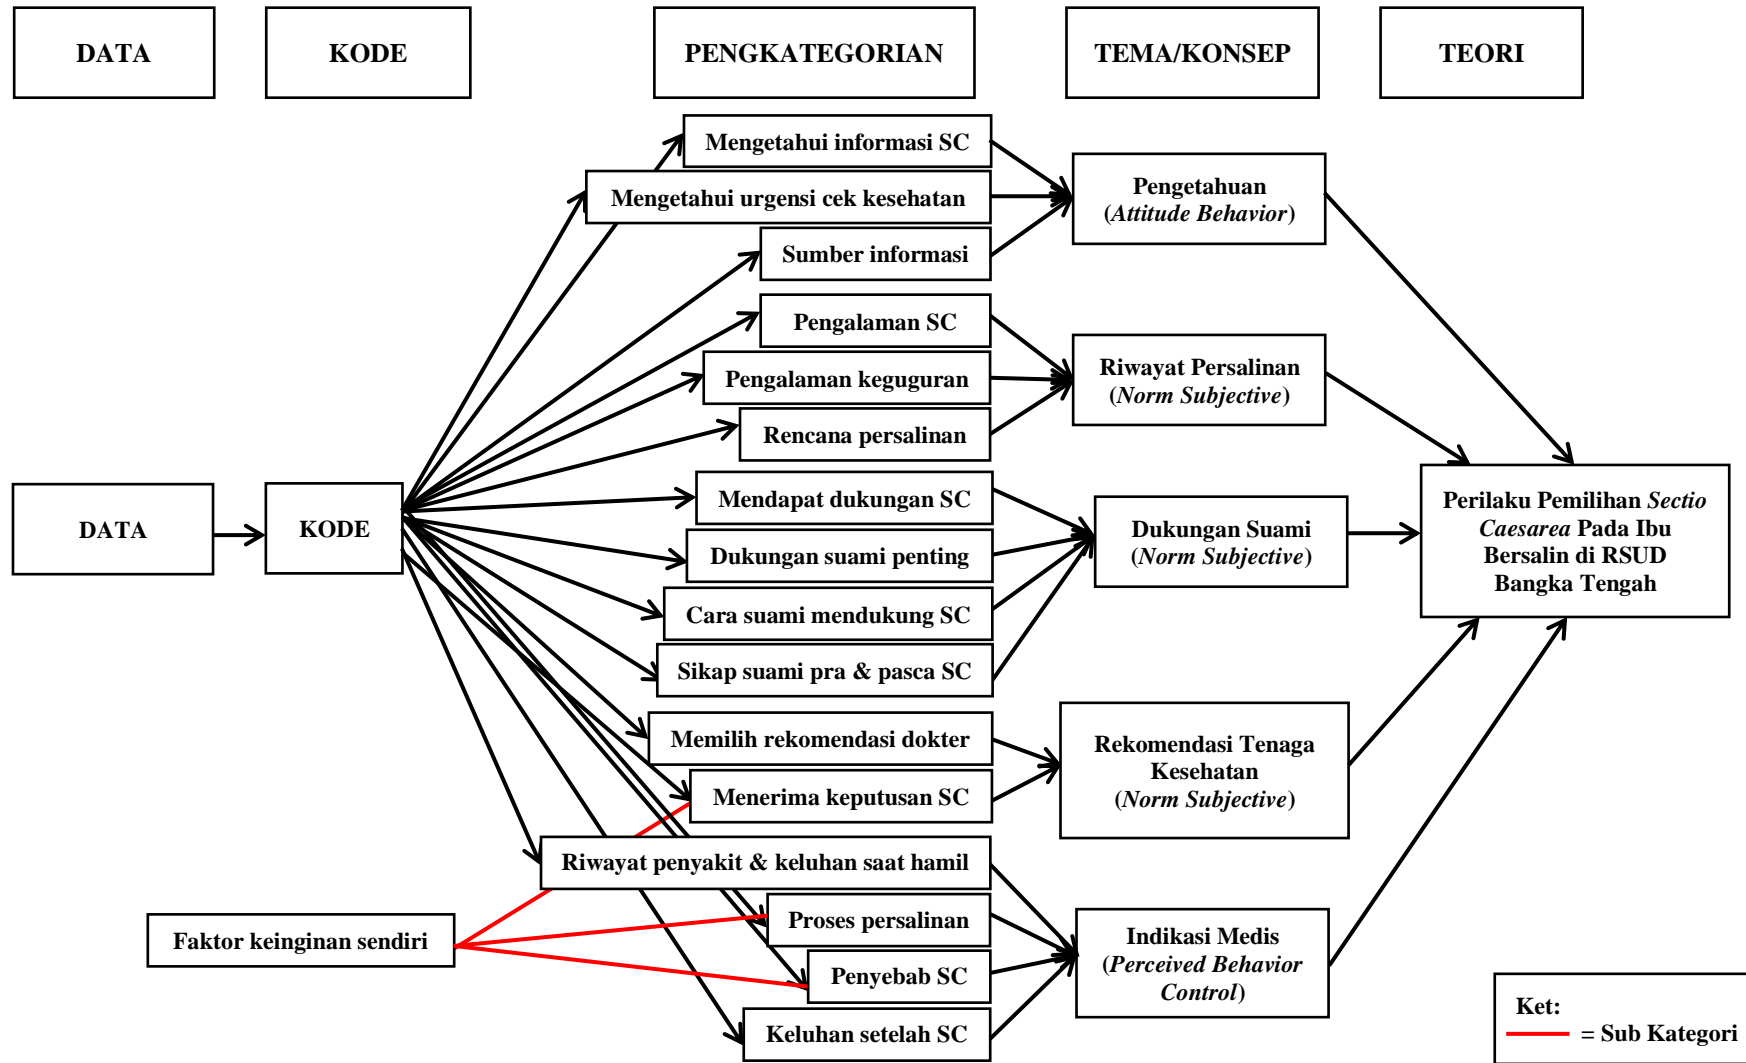 DATA
KODE
PENGKATEGORIAN
TEMA/KONSEP
TEORI
Mengetahui informasi SC
Mengetahui urgensi cek kesehatan
Sumber informasi
Pengetahuan
(Attitude Behavior)
Pengalaman SC
Pengalaman keguguran
Rencana persalinan
Riwayat Persalinan
(Norm Subjective)
DATA
KODE
Mendapat dukungan SC
Dukungan suami penting
Cara suami mendukung SC
Sikap suami pra & pasca SC
Dukungan Suami
(Norm Subjective)
Perilaku Pemilihan Sectio
Caesarea Pada Ibu
Bersalin di RSUD
Bangka Tengah
Memilih rekomendasi dokter
Menerima keputusan SC
Rekomendasi Tenaga
Kesehatan
(Norm Subjective)
Riwayat penyakit & keluhan saat hamil
Proses persalinan
Penyebab SC
Keluhan setelah SC
Faktor keinginan sendiri
Indikasi Medis
(Perceived Behavior
Control)
Ket:
= Sub Kategori